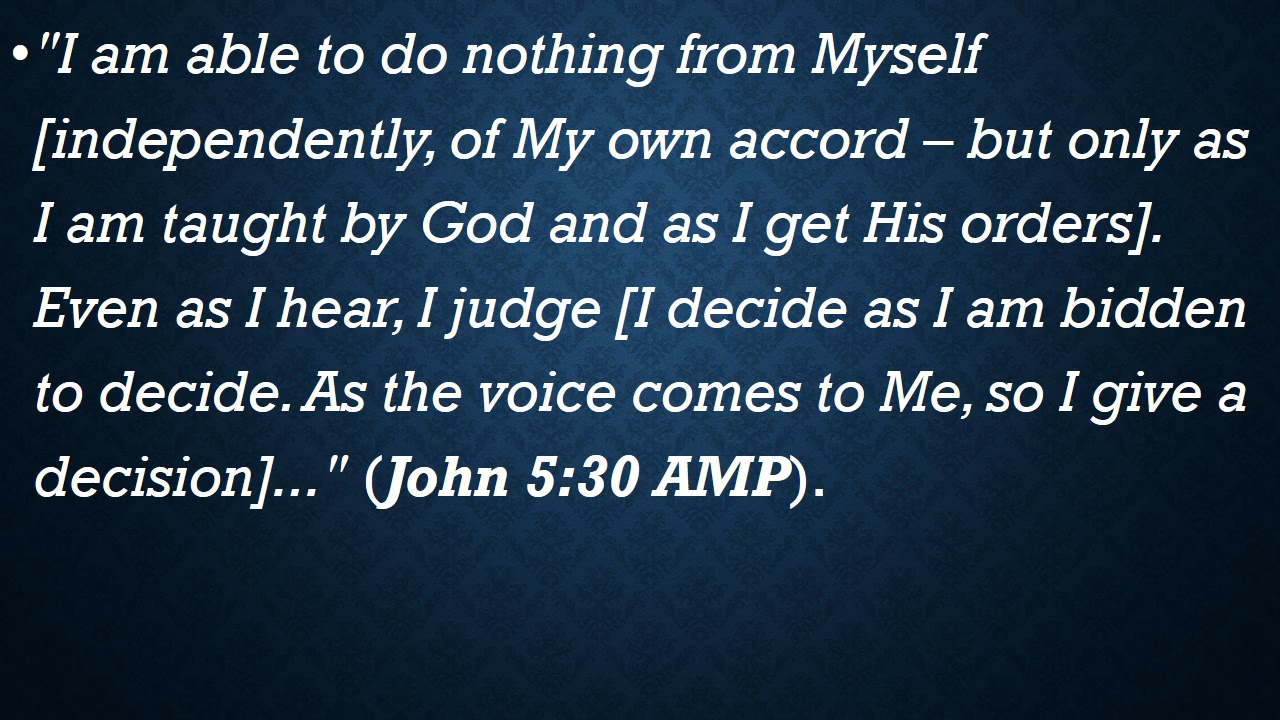 •"I am able to do nothing from Myself
[independently, of My own accord – but only as
I am taught by God and as I get His orders].
Even as I hear, I judge [I decide as I am bidden
to decide. As the voice comes to Me, so I give a
decision]..." (John 5:30 AMP).